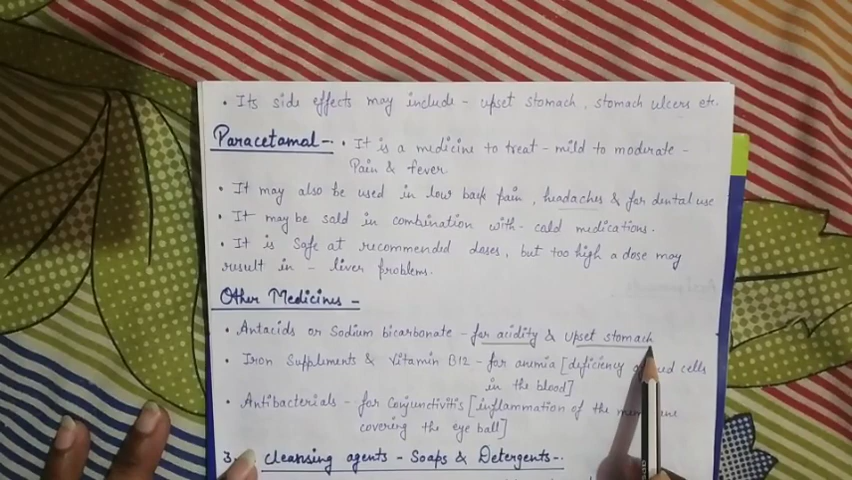 • Its side effects may include - upset stomach, stomach ulcers etc.
Paracetamal - • It is a medicine to treat - mild to moderate -
Pain & fever.
• It may also be used in low back pain, headaches & for dental use
• It may be sold in combination with - cold medications.
• It is safe at recommended doses, but too high a dose may
result in - liver problems.
Other Medicines -
• Antacids or Sodium bicarbonate - for acidity & upset stomach
• Iron Supplements & Vitamin B12 - for anemia [deficiency cells
in the blood]
• Antibacterials - for Conjunctivitis [inflammation of the
covering the eye ball]
3. Cleansing agents - Soaps & Detergents -